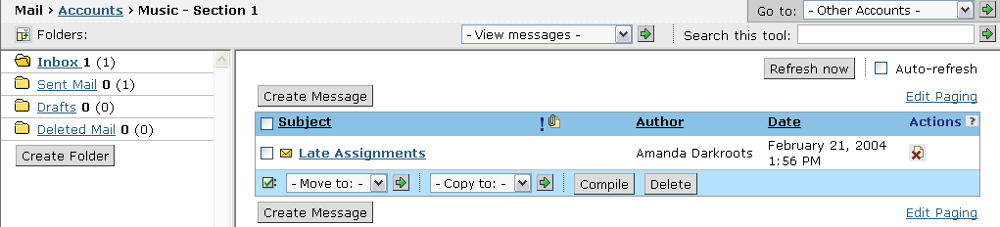 Mail › Accounts › Music - Section 1
Go to: - Other Accounts -
Folders:
- View messages -
Search this tool:
Inbox 1 (1)
Sent Mail 0 (1)
Drafts 0 (0)
Deleted Mail 0 (0)
Create Folder
Refresh now
Auto-refresh
Create Message
Edit Paging
Subject ! Author Date Actions ?
Late Assignments Amanda Darkroots February 21, 2004
1:56 PM
: - Move to: - - Copy to: - Compile Delete
Create Message
Edit Paging